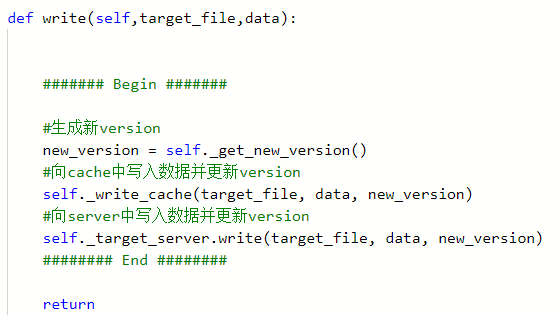 def write(self,target_file,data):
####### Begin #######
#生成新version
new_version = self._get_new_version()
#向cache中写入数据并更新version
self._write_cache(target_file, data, new_version)
#向server中写入数据并更新version
self._target_server.write(target_file, data, new_version)
######## End ########
return